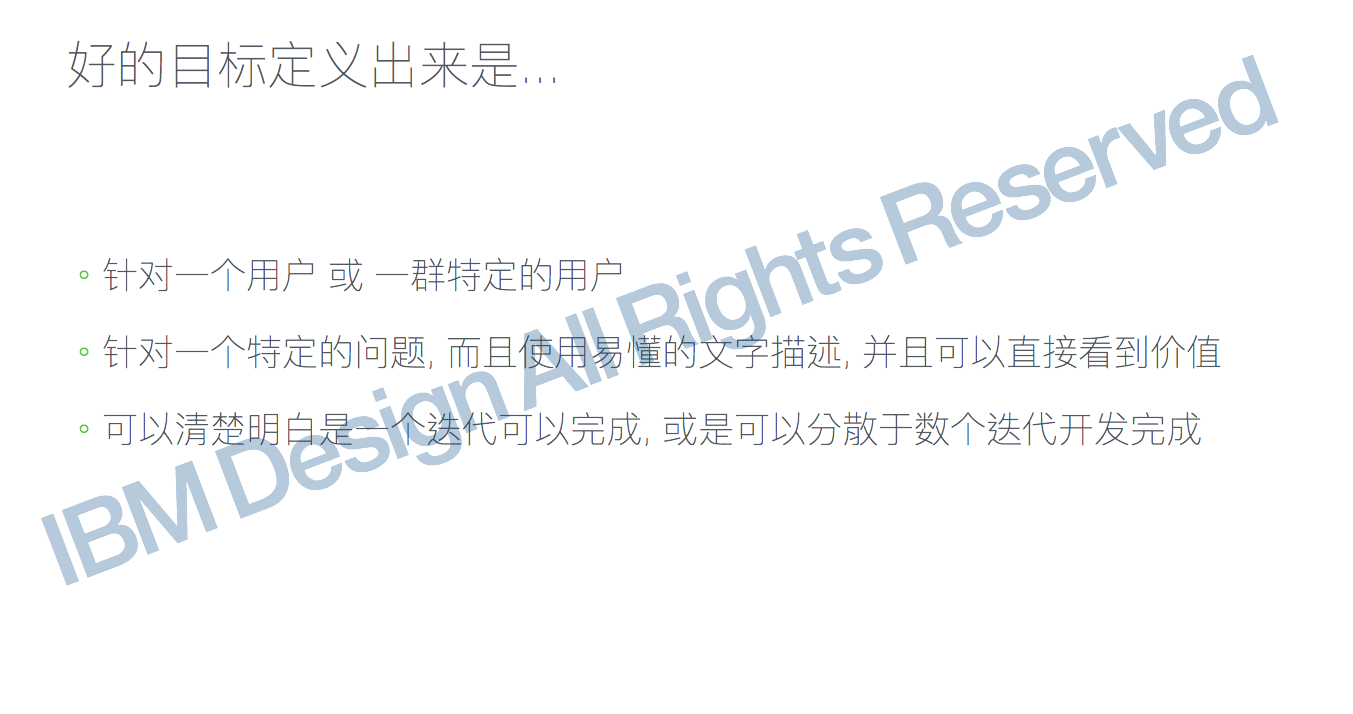 好的目标定义出来是...
针对一个用户 或 一群特定的用户
针对一个特定的问题, 而且使用易懂的文字描述, 并且可以直接看到价值
可以清楚明白是一个迭代可以完成, 或是可以分散于数个迭代开发完成
IBM Design All Rights Reserved